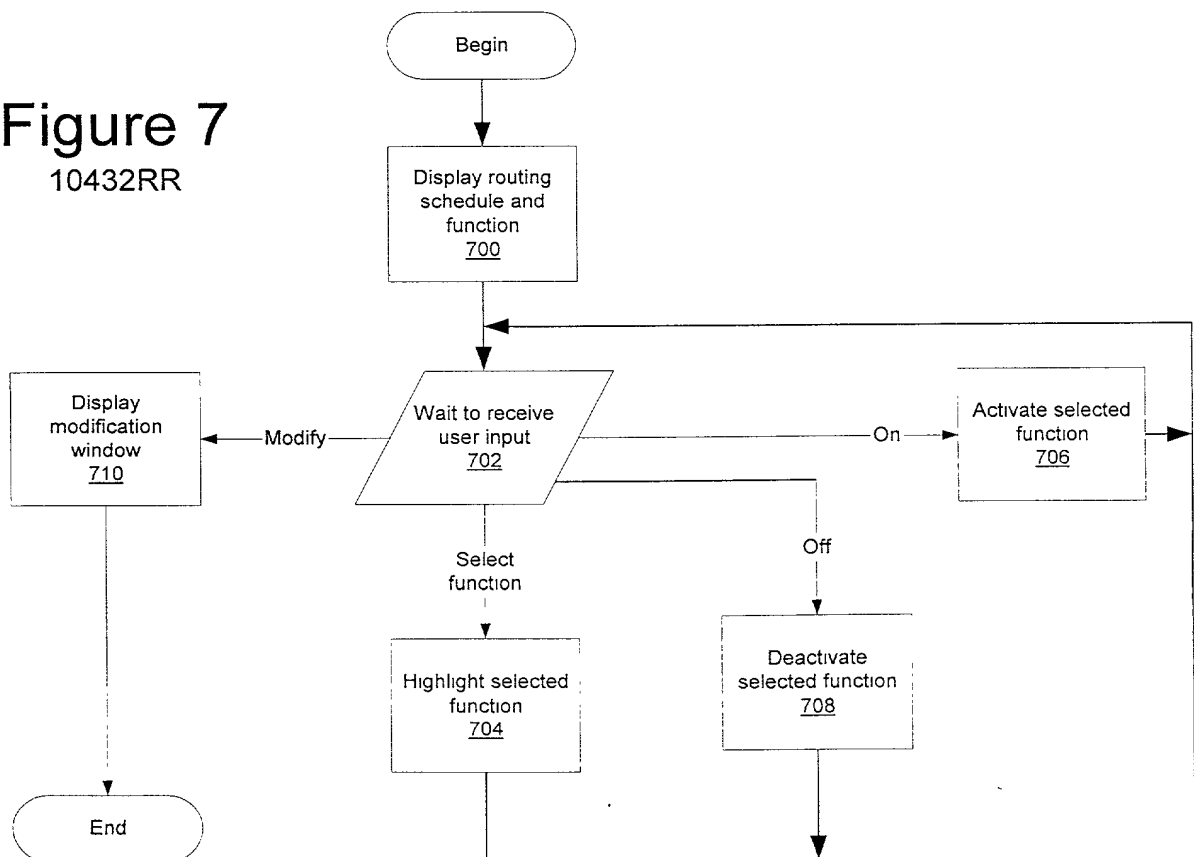 Begin
Figure 7
10432RR
Display routing
schedule and
function
700
Display
modification
window
710
Modify
Wait to receive
user input
702
On
Activate selected
function
706
Select
function
Off
Highlight selected
function
704
Deactivate
selected function
708
End